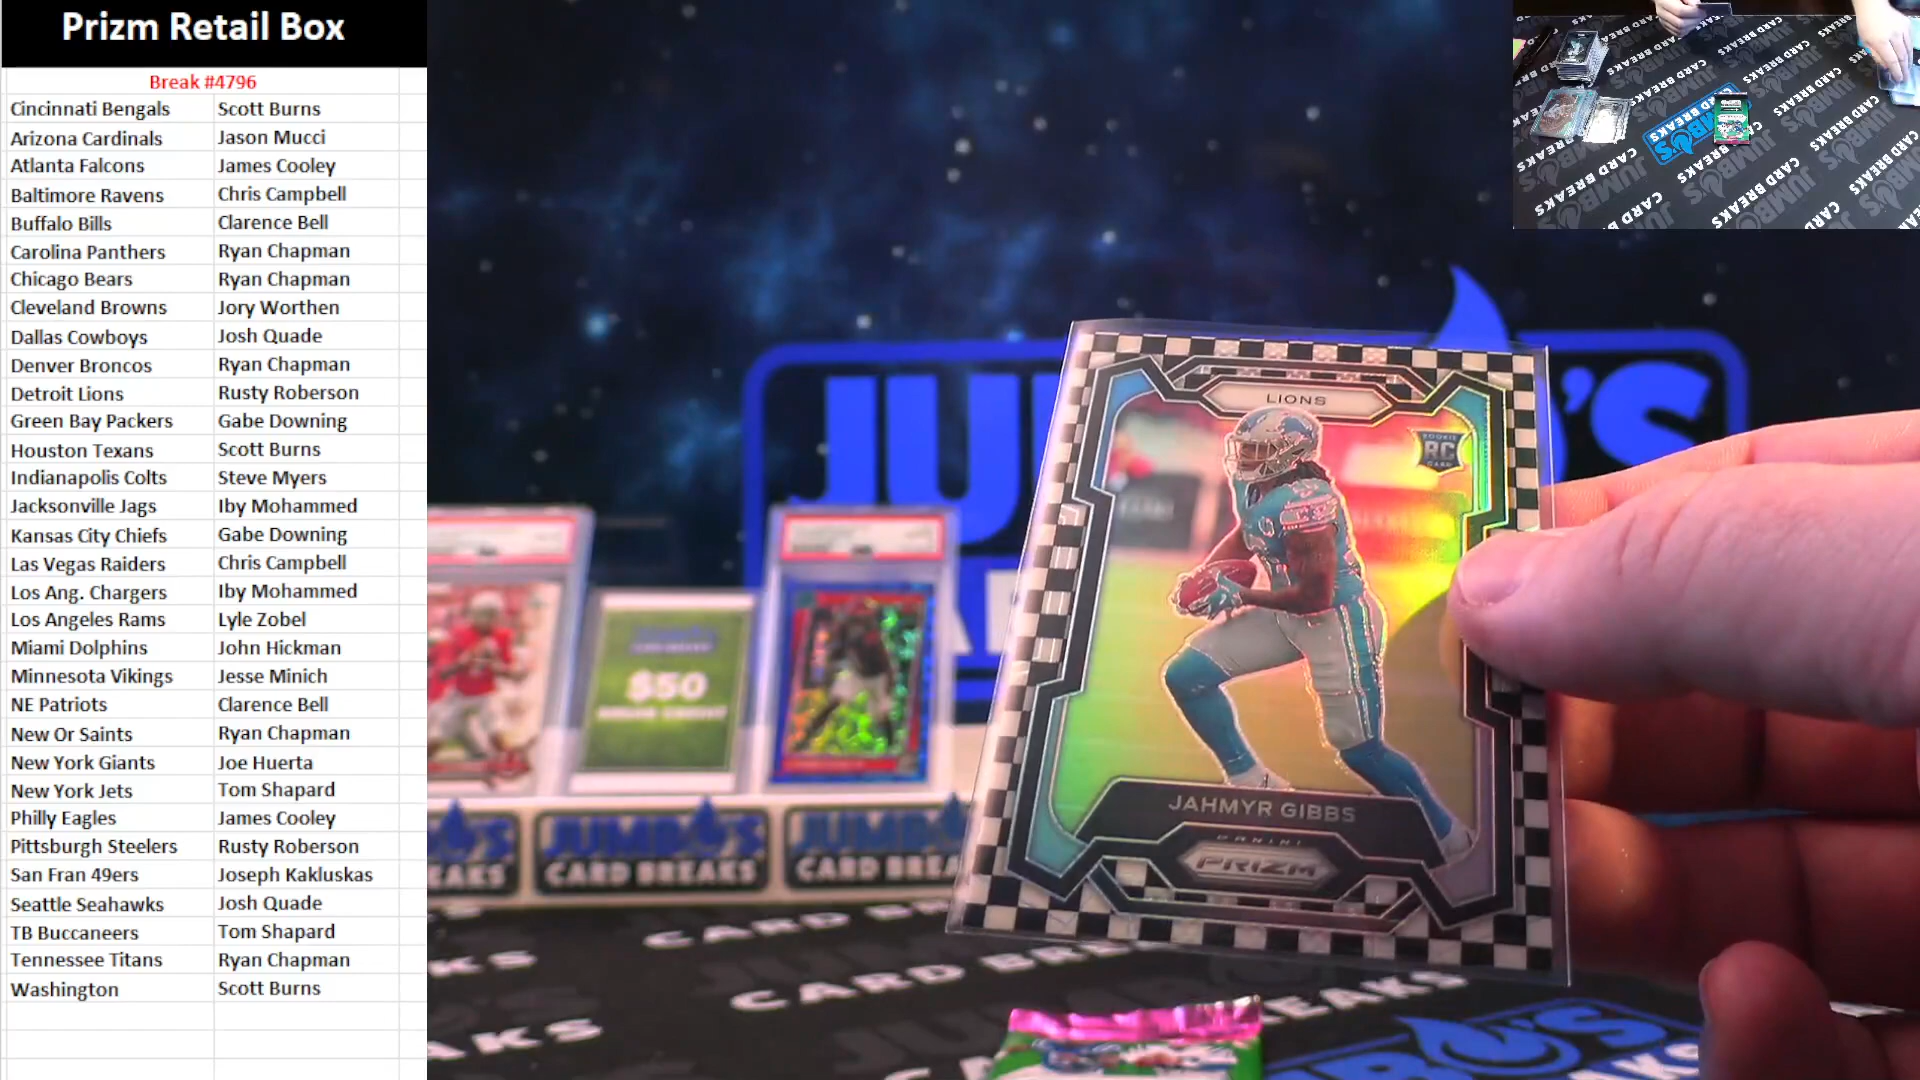 Prizm Retail Box
Break #4796
Cincinnati Bengals Scott Burns
Arizona Cardinals Jason Mucci
Atlanta Falcons James Cooley
Baltimore Ravens Chris Campbell
Buffalo Bills Clarence Bell
Carolina Panthers Ryan Chapman
Chicago Bears Ryan Chapman
Cleveland Browns Jory Worthen
Dallas Cowboys Josh Quade
Denver Broncos Ryan Chapman
Detroit Lions Rusty Roberson
Green Bay Packers Gabe Downing
Houston Texans Scott Burns
Indianapolis Colts Steve Myers
Jacksonville Jags Iby Mohammed
Kansas City Chiefs Gabe Downing
Las Vegas Raiders Chris Campbell
Los Ang. Chargers Iby Mohammed
Los Angeles Rams Lyle Zobel
Miami Dolphins John Hickman
Minnesota Vikings Jesse Minich
NE Patriots Clarence Bell
New Or Saints Ryan Chapman
New York Giants Joe Huerta
New York Jets Tom Shapard
Philly Eagles James Cooley
Pittsburgh Steelers Rusty Roberson
San Fran 49ers Joseph Kakluskas
Seattle Seahawks Josh Quade
TB Buccaneers Tom Shapard
Tennessee Titans Ryan Chapman
Washington Scott Burns
LIONS
ROOKIE
RC
CARD
JAHMYR GIBBS
PANINI
PRIZM
$50
JUMBO'S
CARD BREAKS
JUMB
CARD BREA
CARD BREAKS